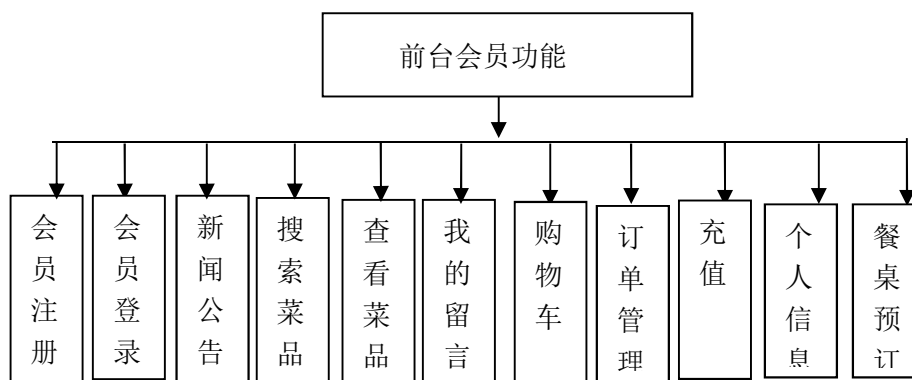 前台会员功能
会员注册
会员登录
新闻公告
搜索菜品
查看菜品
我的留言
购物车
订单管理
充值
个人信息
餐桌预订